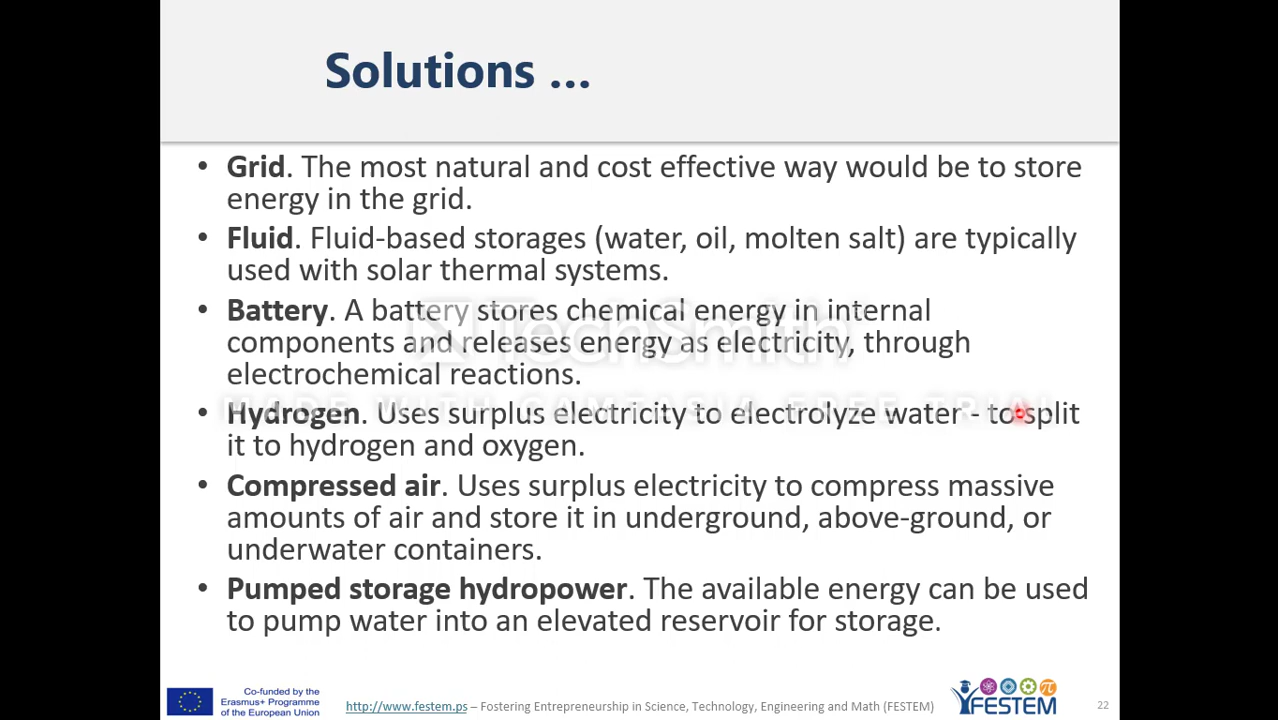 Solutions ...
• Grid. The most natural and cost effective way would be to store
energy in the grid.
• Fluid. Fluid-based storages (water, oil, molten salt) are typically
used with solar thermal systems.
• Battery. A battery stores chemical energy in internal
components and releases energy as electricity, through
electrochemical reactions.
TechSmith
MADE WITH CAMTASIA FREE TRIAL
• Hydrogen. Uses surplus electricity to electrolyze water - to split
it to hydrogen and oxygen.
• Compressed air. Uses surplus electricity to compress massive
amounts of air and store it in underground, above-ground, or
underwater containers.
• Pumped storage hydropower. The available energy can be used
to pump water into an elevated reservoir for storage.
Co-funded by the
Erasmus+ Programme
of the European Union
http://www.festem.ps – Fostering Entrepreneurship in Science, Technology, Engineering and Math (FESTEM)
π
FESTEM
22